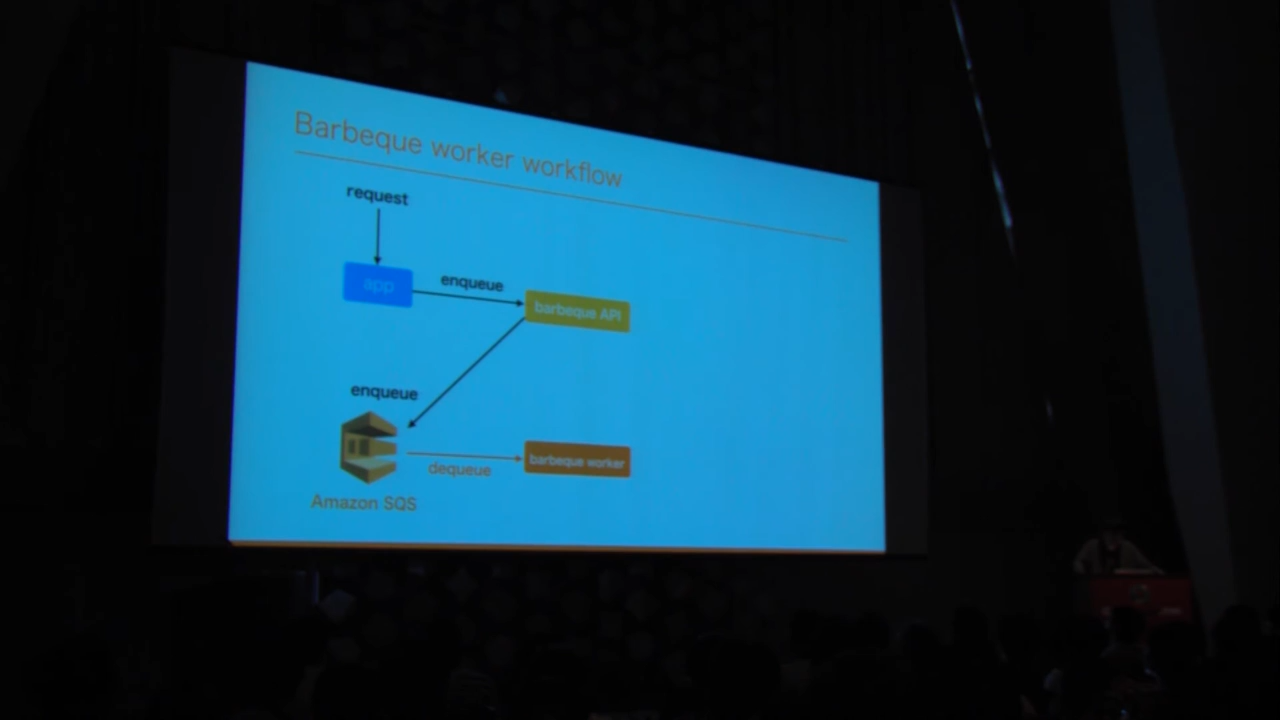 Barbeque worker workflow
request
app
enqueue
barbeque API
enqueue
dequeue
barbeque worker
Amazon SQS